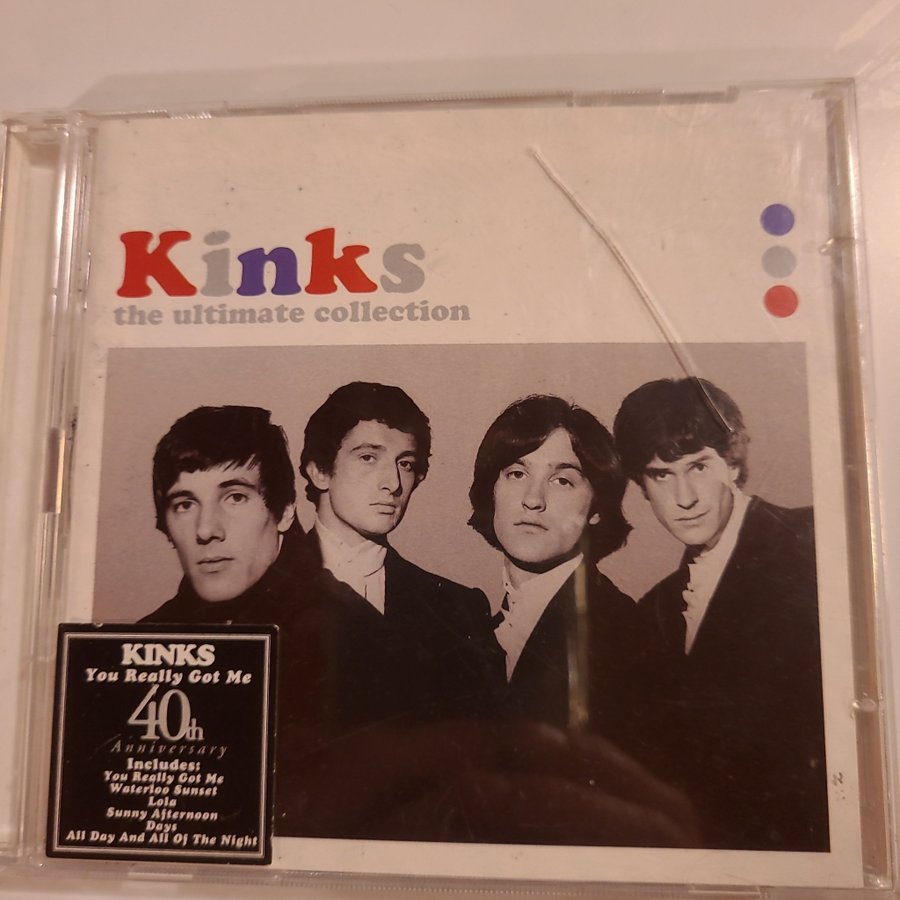 Kinks
the ultimate collection
KINKS
You Really Got Me
40th
Anniversary
Includes:
You Really Got Me
Waterloo Sunset
Lola
Sunny Afternoon
Days
All Day And All Of The Night